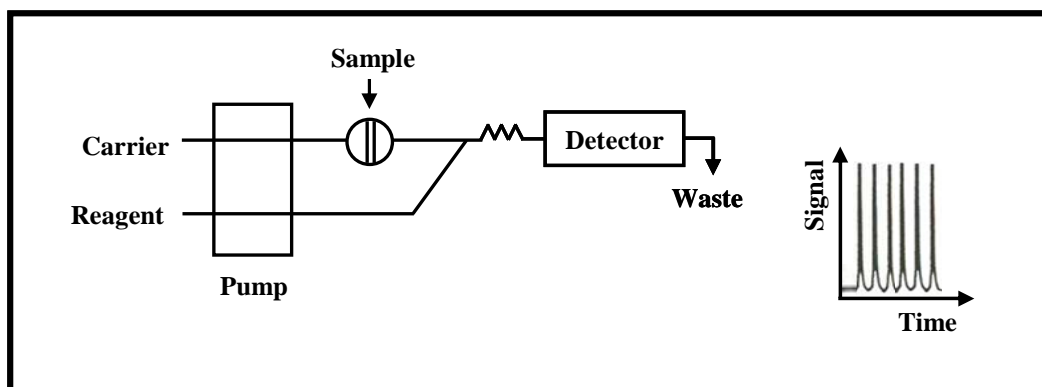 Sample
Carrier
Detector
Reagent
Waste
Pump
Signal
Time